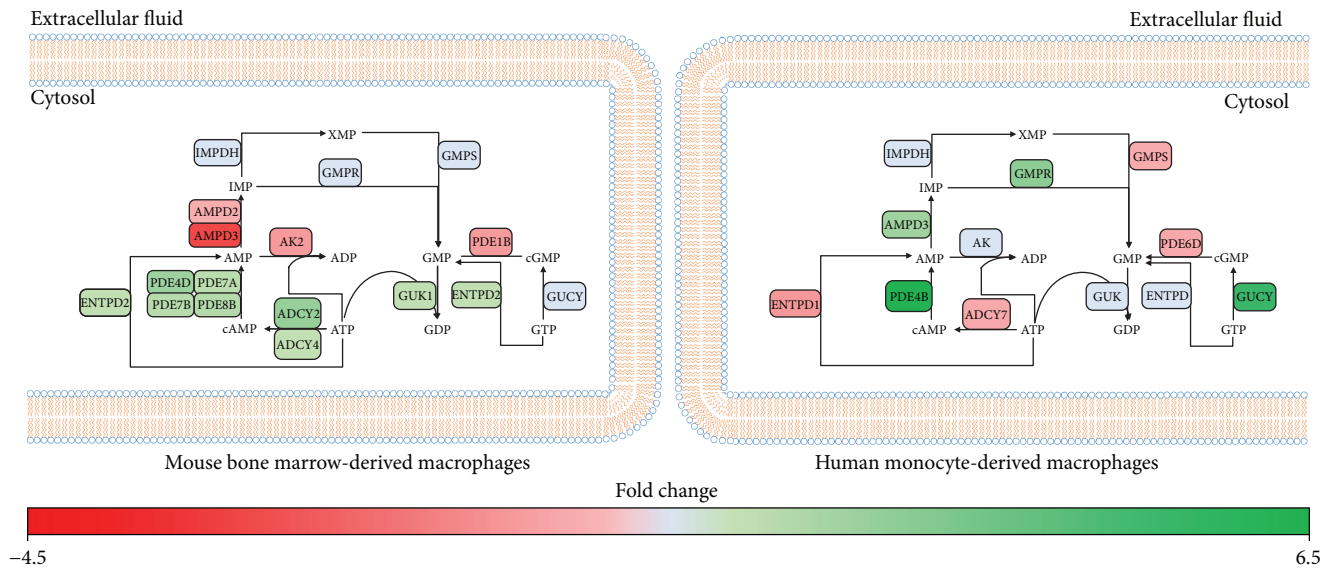 Extracellular fluid
Extracellular fluid
Cytosol
Cytosol
XMP
IMPDH
GMPS
GMPR
IMP
AMPD2
AMPD3
AK2
PDE1B
AMP
ADP
GMP
cGMP
PDE4D
PDE7A
ENTPD2
PDE7B
PDE8B
GUK1
ENTPD2
GUCY
ADCY2
cAMP
ATP
GDP
GTP
ADCY4
XMP
IMPDH
GMPS
GMPR
IMP
AMPD3
AK
PDE6D
AMP
ADP
GMP
cGMP
ENTPD1
PDE4B
GUK
ENTPD
GUCY
ADCY7
cAMP
ATP
GDP
GTP
Mouse bone marrow-derived macrophages
Human monocyte-derived macrophages
Fold change
−4.5
6.5